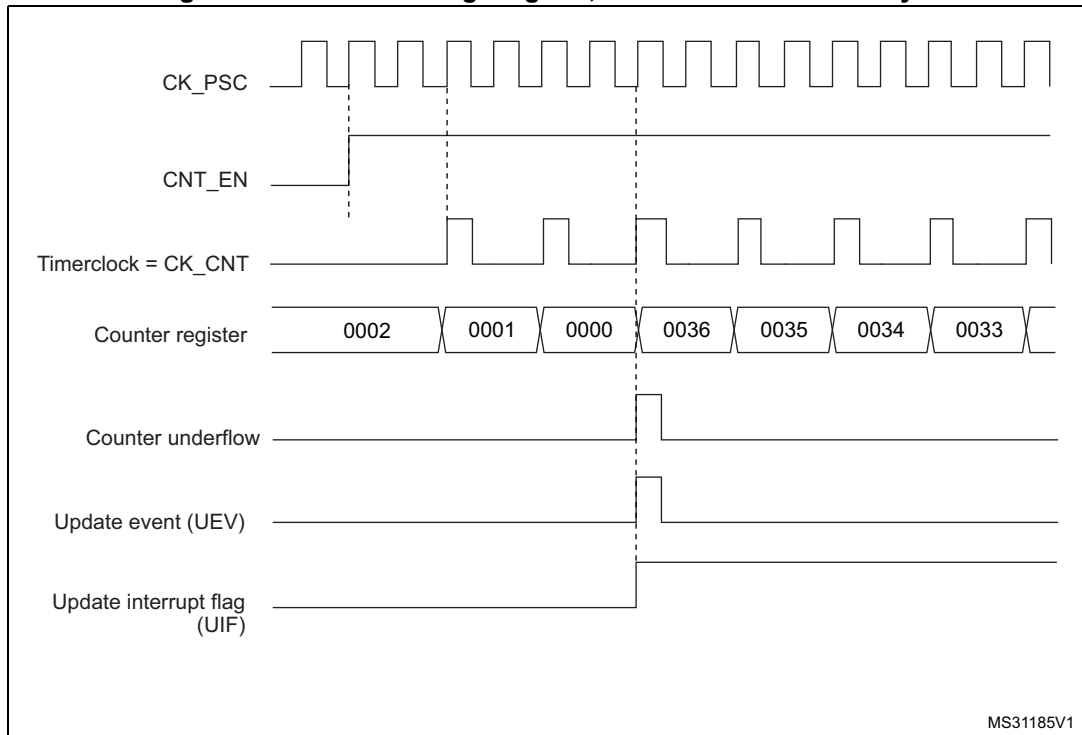 CK_PSC
CNT_EN
Timerclock = CK_CNT
Counter register 0002 0001 0000 0036 0035 0034 0033
Counter underflow
Update event (UEV)
Update interrupt flag
(UIF)
MS31185V1